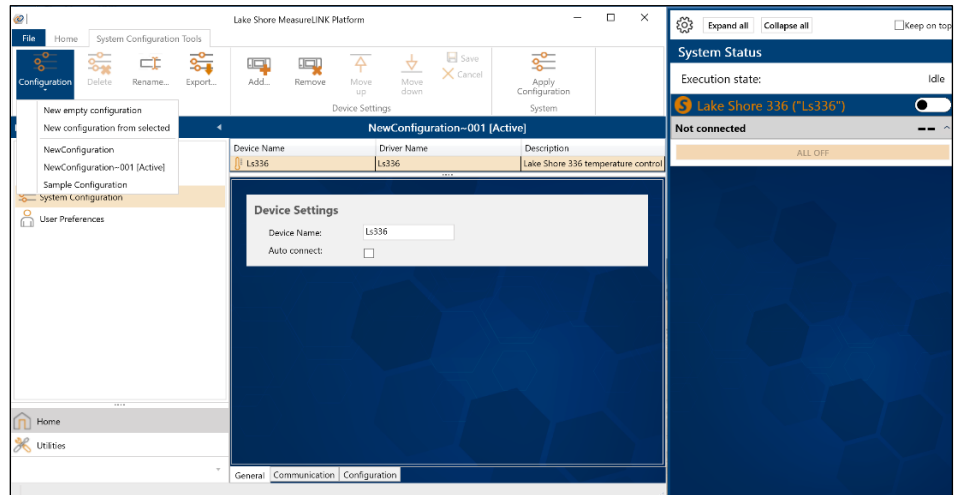 Lake Shore MeasureLINK Platform
File Home System Configuration Tools
Configuration Delete Rename... Export... Add... Remove Move up Move down Save Cancel Apply Configuration
Device Settings System
New empty configuration
New configuration from selected
NewConfiguration
NewConfiguration~001 [Active]
Sample Configuration
System Configuration
User Preferences
Home
Utilities
NewConfiguration~001 [Active]
Device Name Driver Name Description
Ls336 Ls336 Lake Shore 336 temperature control
Device Settings
Device Name: Ls336
Auto connect:
General Communication Configuration
Expand all Collapse all Keep on top
System Status
Execution state: Idle
Lake Shore 336 ("Ls336")
Not connected --
ALL OFF